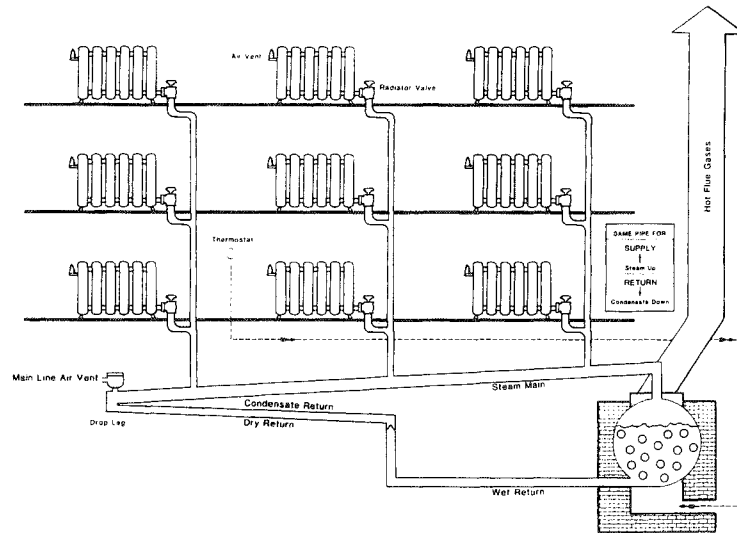 Air Vent
Radiator Valve
Hot Flue Gases
Thermostat
SAME PIPE FOR
SUPPLY
Steam Up
RETURN
Condensate Down
Main Line Air Vent
Steam Main
Condensate Return
Drop Leg
Dry Return
Wet Return